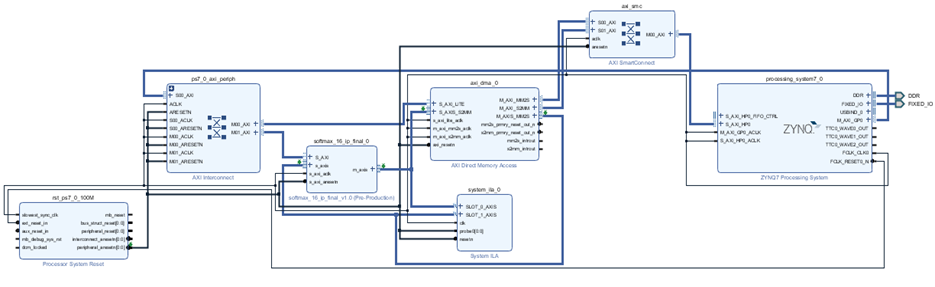 axi_smc
S00_AXI
S01_AXI
aclk
aresetn
M00_AXI
AXI SmartConnect
ps7_0_axi_periph
S00_AXI
ACLK
ARESETN
S00_ACLK
S00_ARESETN
M00_ACLK
M00_ARESETN
M01_ACLK
M01_ARESETN
M00_AXI
M01_AXI
AXI Interconnect
axi_dma_0
S_AXI_LITE
S_AXIS_S2MM
s_axi_lite_aclk
m_axi_mm2s_aclk
m_axi_s2mm_aclk
axi_resetn
M_AXI_MM2S
M_AXI_S2MM
M_AXIS_MM2S
mm2s_prmry_reset_out_n
s2mm_prmry_reset_out_n
mm2s_introut
s2mm_introut
AXI Direct Memory Access
processing_system7_0
S_AXI_HP0_FIFO_CTRL
S_AXI_HP0
M_AXI_GP0_ACLK
S_AXI_HP0_ACLK
ZYNQ
DDR
FIXED_IO
USBIND_0
M_AXI_GP0
TTC0_WAVE0_OUT
TTC0_WAVE1_OUT
TTC0_WAVE2_OUT
FCLK_CLK0
FCLK_RESET0_N
ZYNQ7 Processing System
DDR
FIXED_IO
softmax_16_ip_final_0
S_AXI
s_axis
s_axi_aclk
s_axi_aresetn
m_axis
softmax_16_ip_final_v1.0 (Pre-Production)
system_ila_0
SLOT_0_AXIS
SLOT_1_AXIS
clk
probe0[0:0]
resetn
System ILA
rst_ps7_0_100M
slowest_sync_clk
ext_reset_in
aux_reset_in
mb_debug_sys_rst
dcm_locked
mb_reset
bus_struct_reset[0:0]
peripheral_reset[0:0]
interconnect_aresetn[0:0]
peripheral_aresetn[0:0]
Processor System Reset